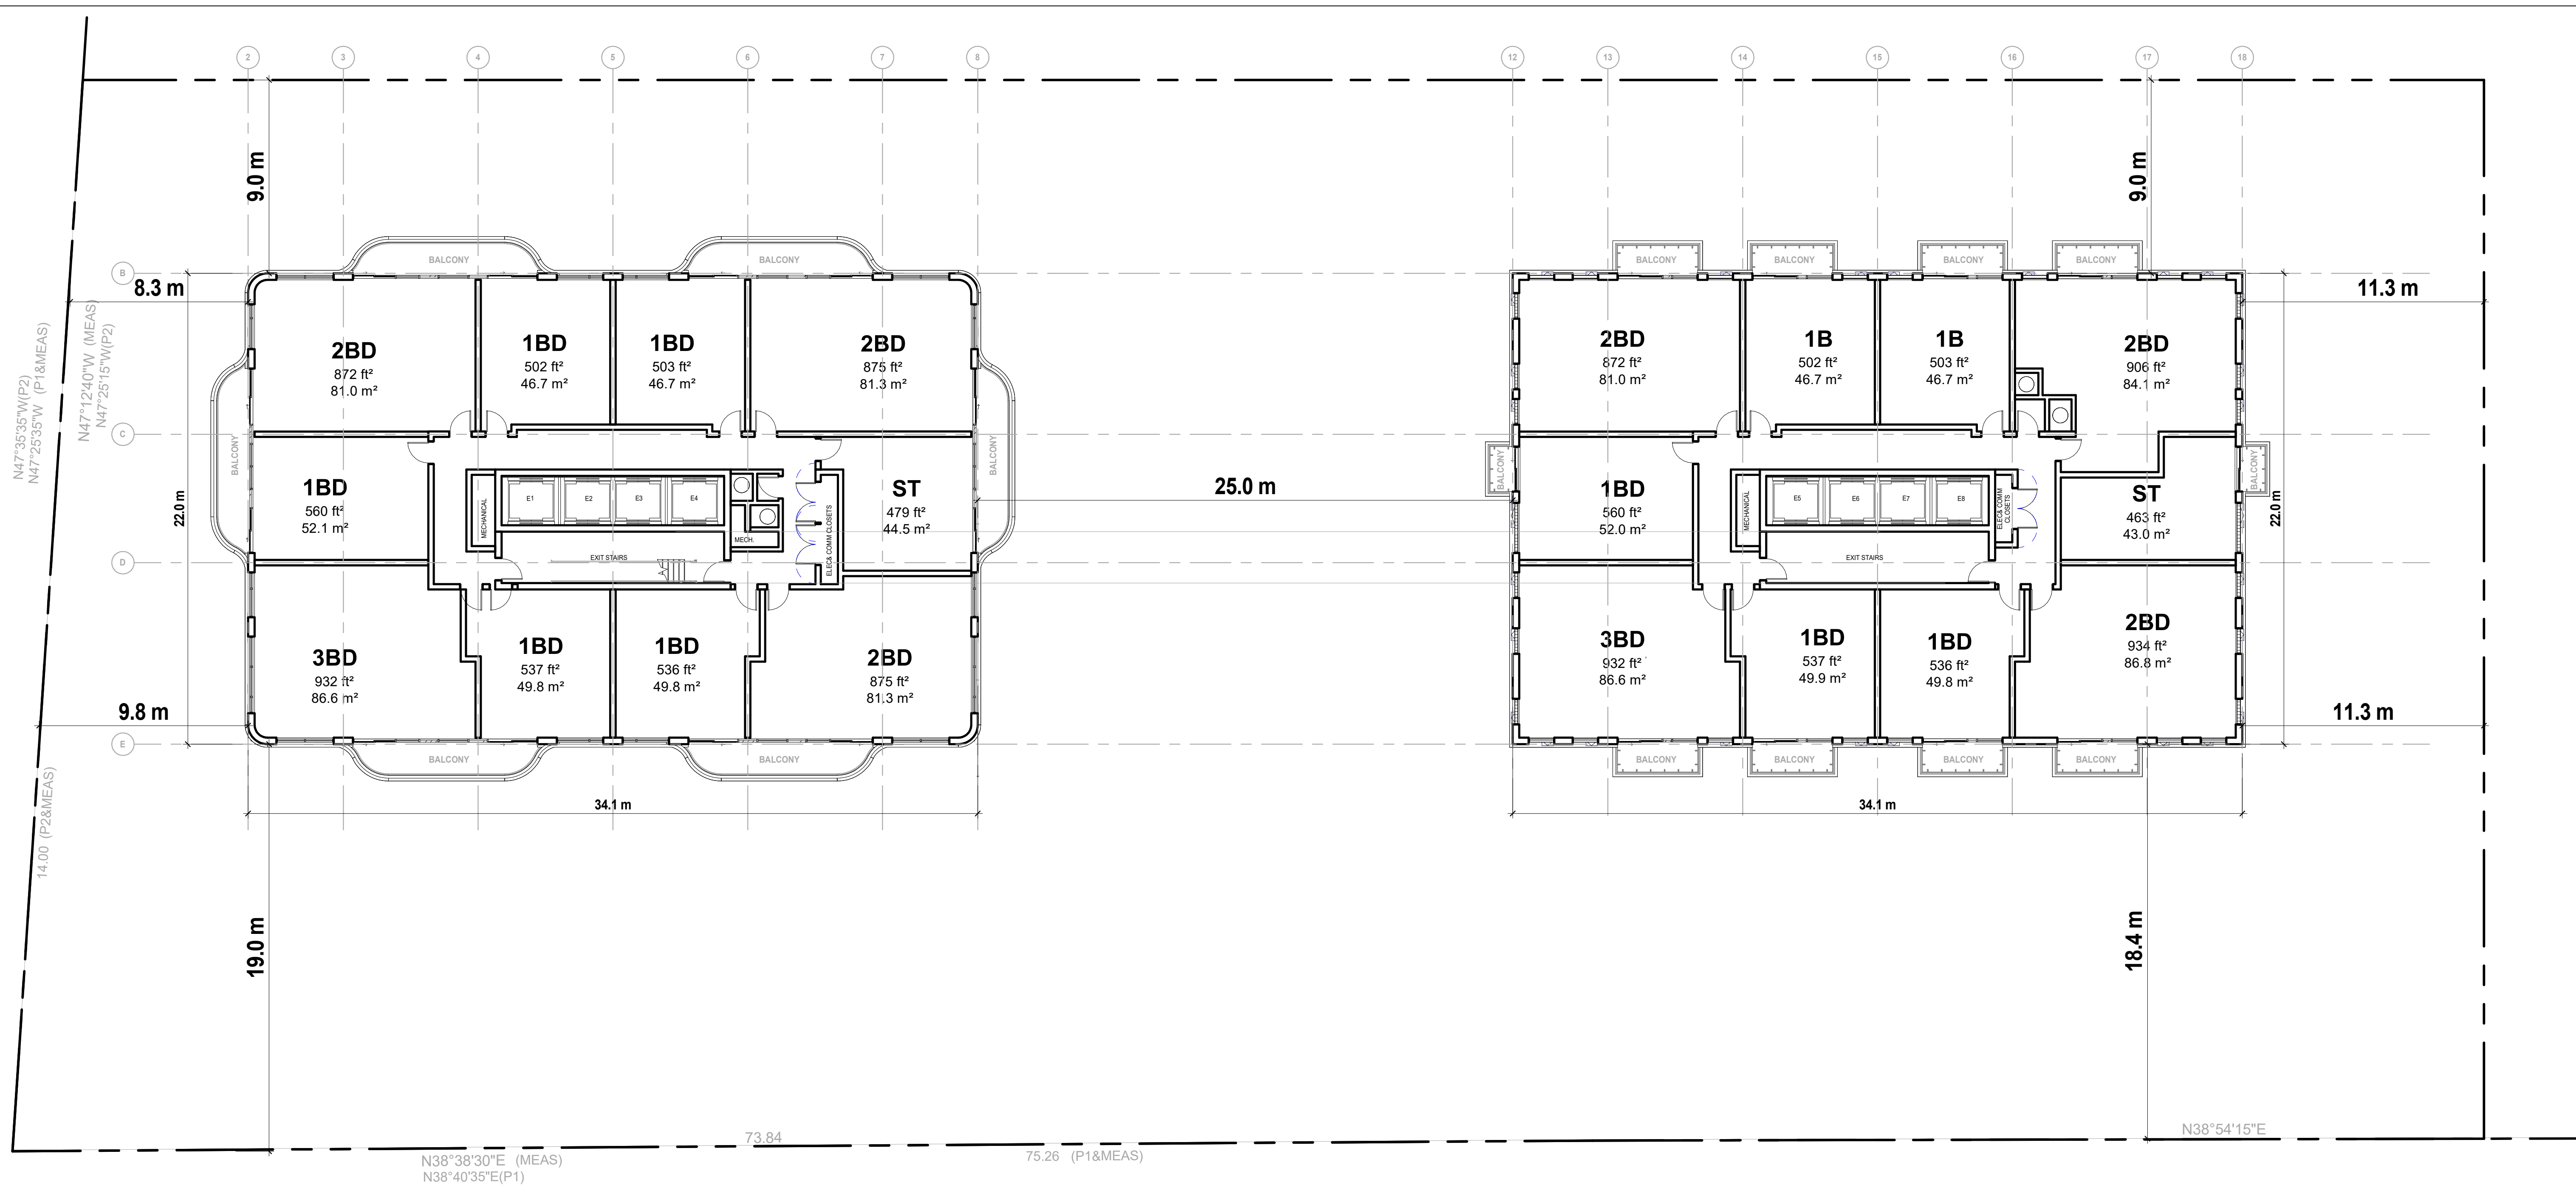 2
3
4
5
6
7
8
12
13
14
15
16
17
18
9.0 m
9.0 m
B
C
D
E
8.3 m
9.8 m
22.0 m
N47°35'35"W(P2)
N47°25'35"W (P1&MEAS)
N47°12'40"W (MEAS)
N47°25'15"W(P2)
14.00 (P2&MEAS)
BALCONY
BALCONY
BALCONY
BALCONY
2BD
872 ft²
81.0 m²
1BD
502 ft²
46.7 m²
1BD
503 ft²
46.7 m²
2BD
875 ft²
81.3 m²
1BD
560 ft²
52.1 m²
MECHANICAL
E1
E2
E3
E4
MECH.
ELEC& COMM CLOSETS
EXIT STAIRS
ST
479 ft²
44.5 m²
3BD
932 ft²
86.6 m²
1BD
537 ft²
49.8 m²
1BD
536 ft²
49.8 m²
2BD
875 ft²
81.3 m²
BALCONY
BALCONY
34.1 m
19.0 m
25.0 m
BALCONY
BALCONY
BALCONY
BALCONY
2BD
872 ft²
81.0 m²
1B
502 ft²
46.7 m²
1B
503 ft²
46.7 m²
2BD
906 ft²
84.1 m²
BALCONY
BALCONY
1BD
560 ft²
52.0 m²
MECHANICAL
E5
E6
E7
E8
ELEC& COMM
CLOSETS
EXIT STAIRS
ST
463 ft²
43.0 m²
3BD
932 ft²
86.6 m²
1BD
537 ft²
49.9 m²
1BD
536 ft²
49.8 m²
2BD
934 ft²
86.8 m²
BALCONY
BALCONY
BALCONY
BALCONY
34.1 m
22.0 m
11.3 m
11.3 m
18.4 m
73.84
N38°38'30"E (MEAS)
N38°40'35"E(P1)
75.26 (P1&MEAS)
N38°54'15"E